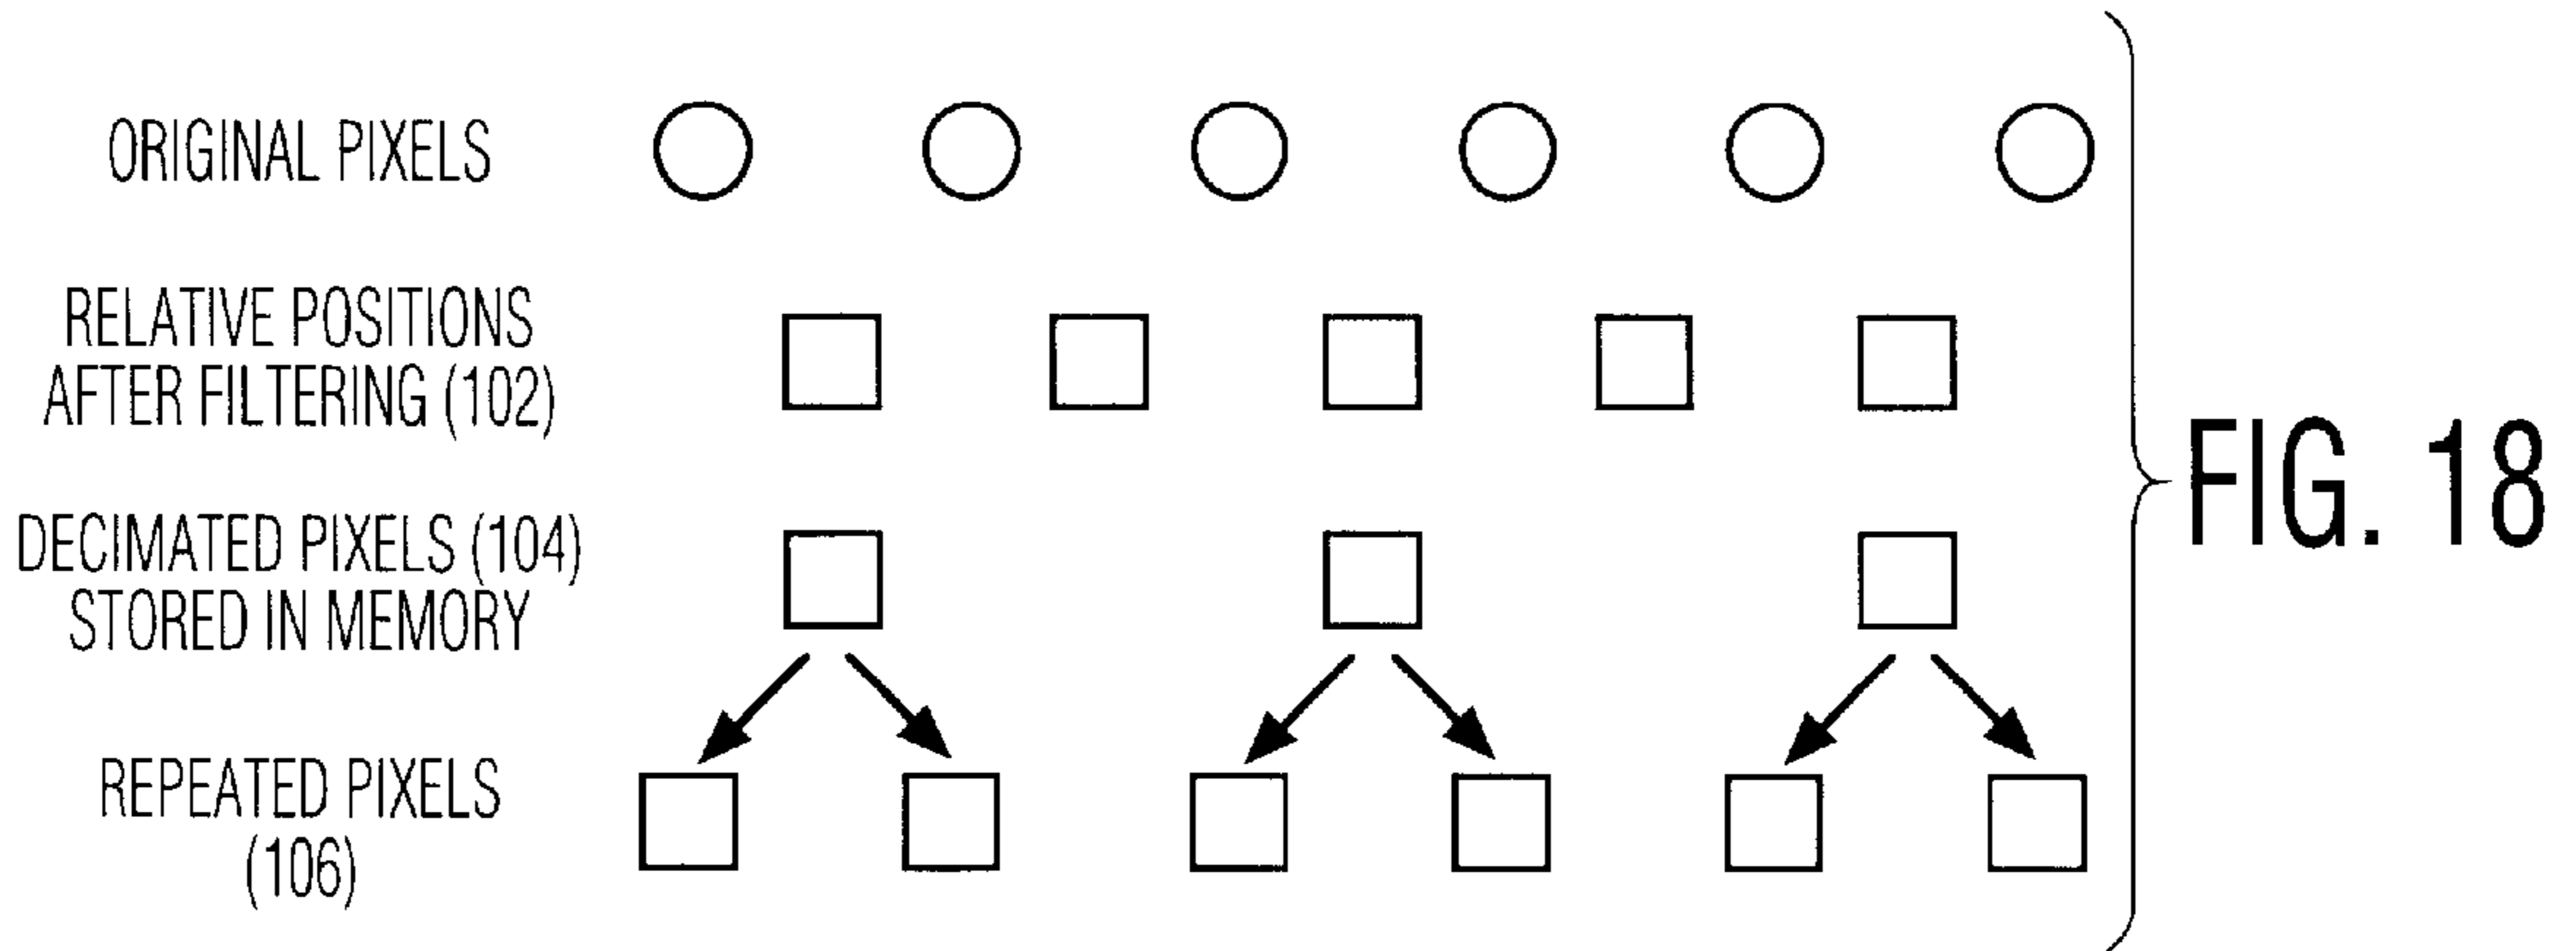 ORIGINAL PIXELS
RELATIVE POSITIONS
AFTER FILTERING (102)
DECIMATED PIXELS (104)
STORED IN MEMORY
REPEATED PIXELS
(106)
FIG. 18